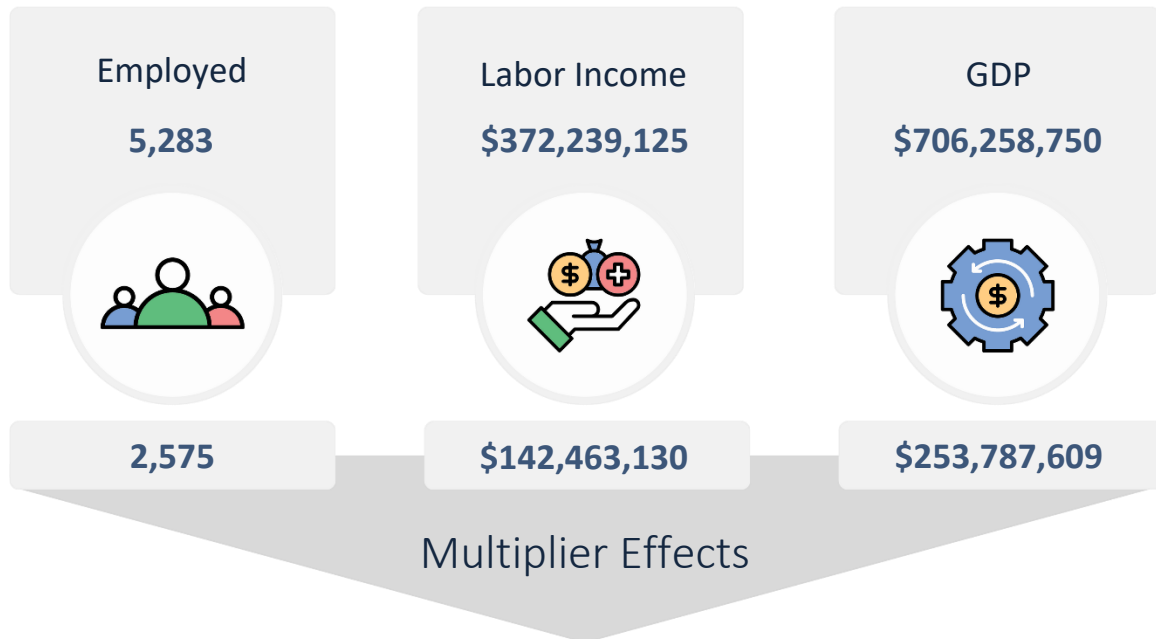 Employed
5,283
Labor Income
$372,239,125
GDP
$706,258,750
$
$
2,575
$142,463,130
$253,787,609
Multiplier Effects